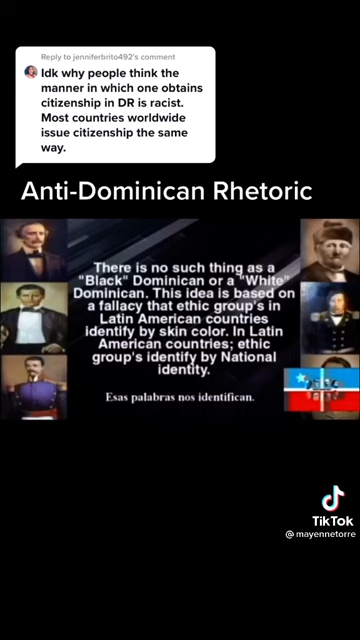 Reply to jenniferbrito492's comment
Idk why people think the
manner in which one obtains
citizenship in DR is racist.
Most countries worldwide
issue citizenship the same
way.
Anti-Dominican Rhetoric
There is no such thing as a
"Black" Dominican or a "White"
Dominican. This idea is based on
a fallacy that ethic group's in
Latin American countries
identify by skin color. In Latin
American countries; ethic
group's identify by National
identity.
Esas palabras nos identifican.
TikTok
@mayennetorre